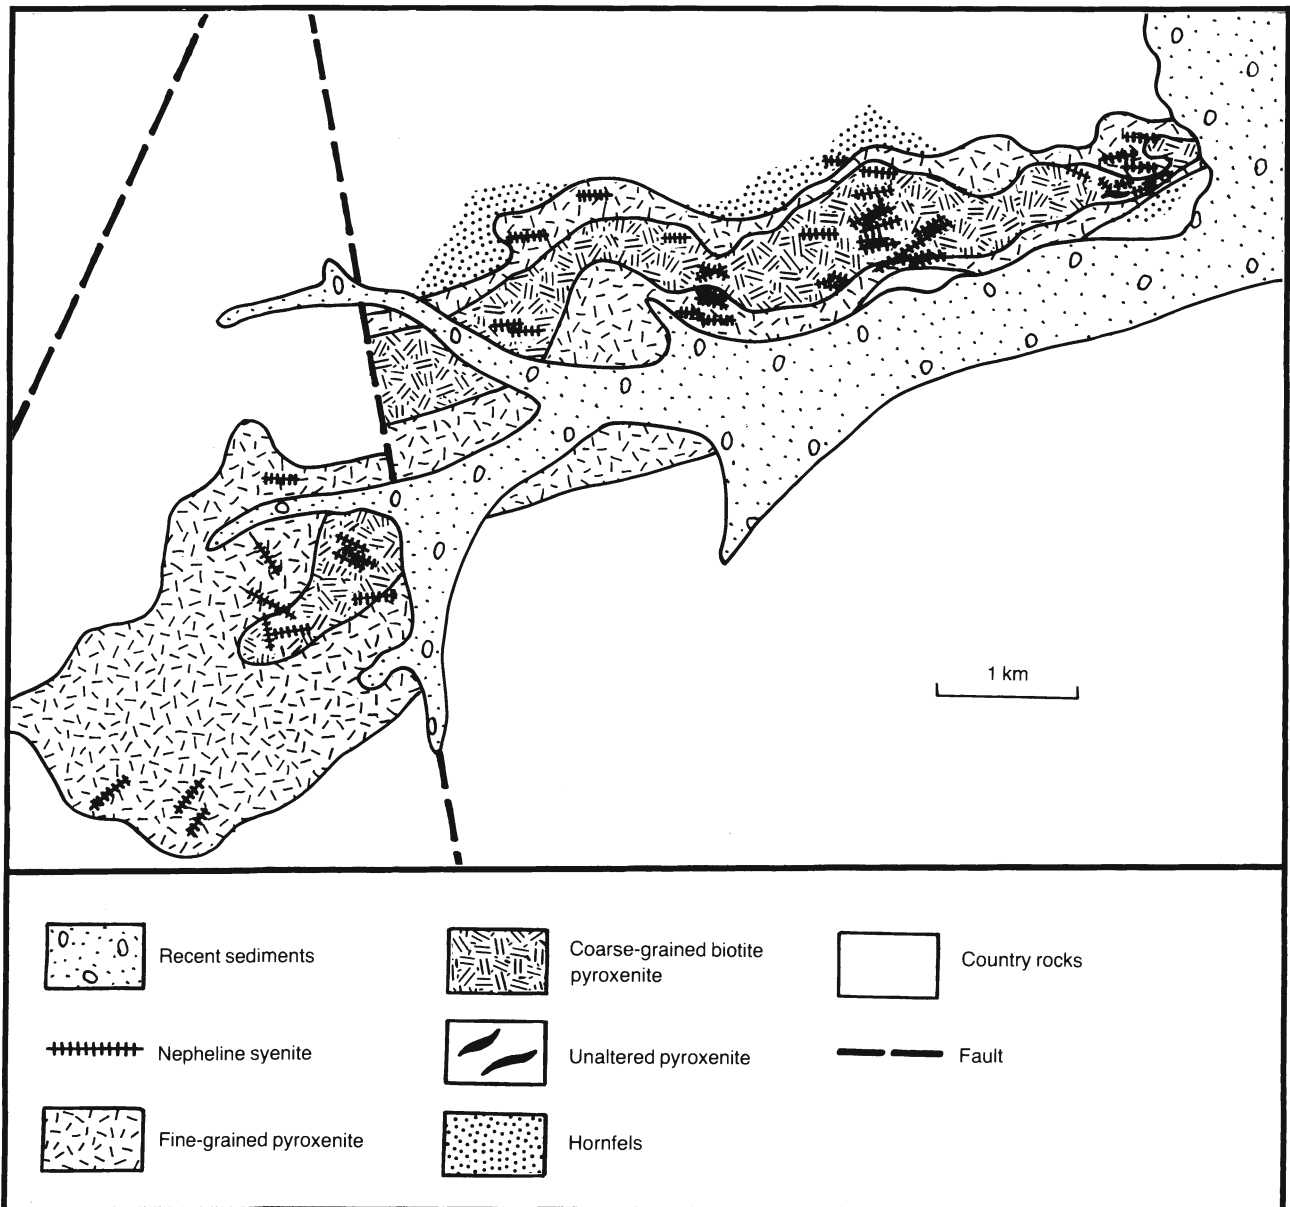 1 km
Recent sediments
Coarse-grained biotite
pyroxenite
Country rocks
Nepheline syenite
Unaltered pyroxenite
Fault
Fine-grained pyroxenite
Hornfels